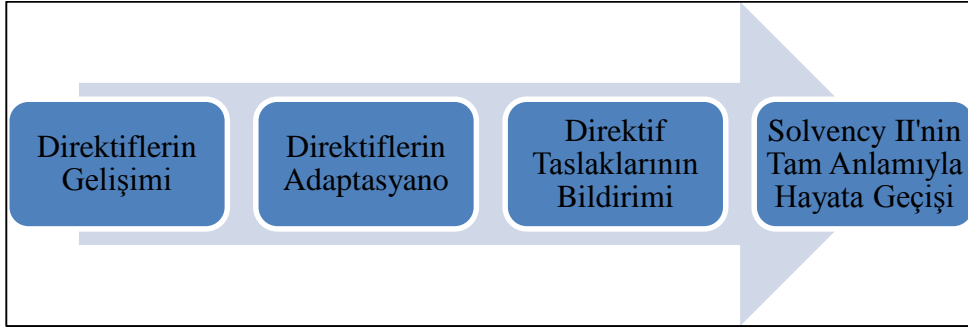 Direktiflerin
Gelişimi
Direktiflerin
Adaptasyano
Direktif
Taslaklarının
Bildirimi
Solvency II'nin
Tam Anlamıyla
Hayata Geçişi